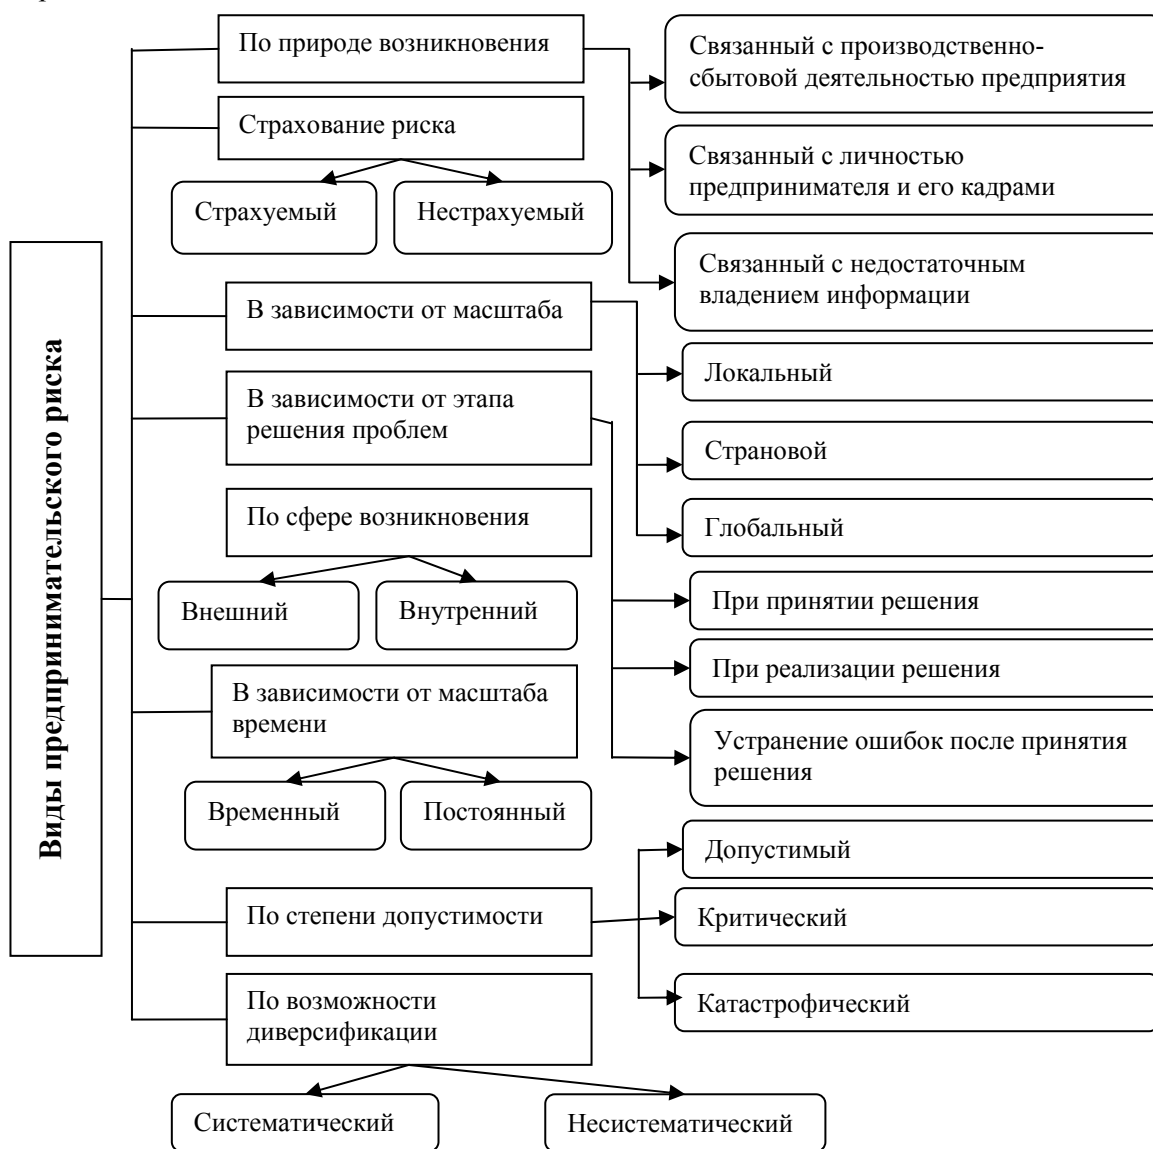 Виды предпринимательского риска
По природе возникновения
Связанный с производственно-
сбытовой деятельностью предприятия
Связанный с личностью
предпринимателя и его кадрами
Связанный с недостаточным
владением информации
Страхование риска
Страхуемый
Нестрахуемый
В зависимости от масштаба
Локальный
Страновой
Глобальный
В зависимости от этапа
решения проблем
При принятии решения
При реализации решения
Устранение ошибок после принятия
решения
По сфере возникновения
Внешний
Внутренний
В зависимости от масштаба
времени
Временный
Постоянный
По степени допустимости
Допустимый
Критический
Катастрофический
По возможности
диверсификации
Систематический
Несистематический